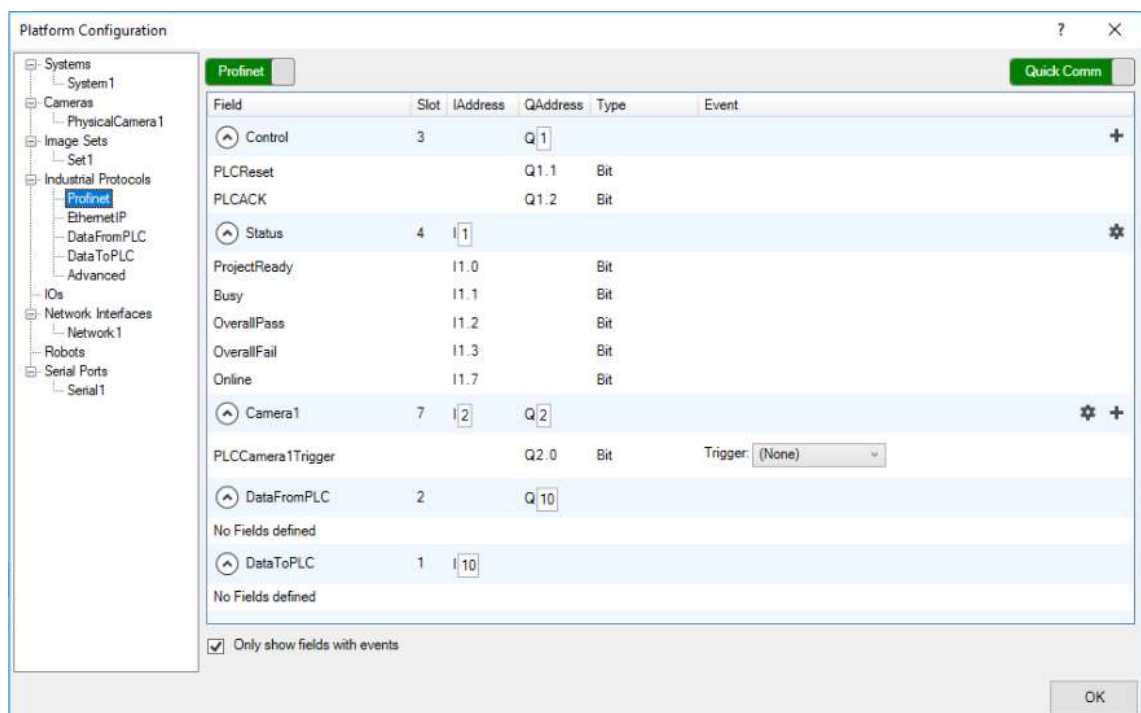 Platform Configuration ?
Systems
System1
Cameras
PhysicalCamera1
Image Sets
Set1
Industrial Protocols
Profinet
EthernetIP
DataFromPLC
DataToPLC
Advanced
IOs
Network Interfaces
Network1
Robots
Serial Ports
Serial1
Profinet Quick Comm
Field Slot IAddress QAddress Type Event
Control 3 Q 1
PLCReset Q1.1 Bit
PLCACK Q1.2 Bit
Status 4 I 1
ProjectReady I1.0 Bit
Busy I1.1 Bit
OverallPass I1.2 Bit
OverallFail I1.3 Bit
Online I1.7 Bit
Camera1 7 I 2 Q 2
PLCCamera1Trigger Q2.0 Bit Trigger: (None)
DataFromPLC 2 Q 10
No Fields defined
DataToPLC 1 I 10
No Fields defined
Only show fields with events
OK